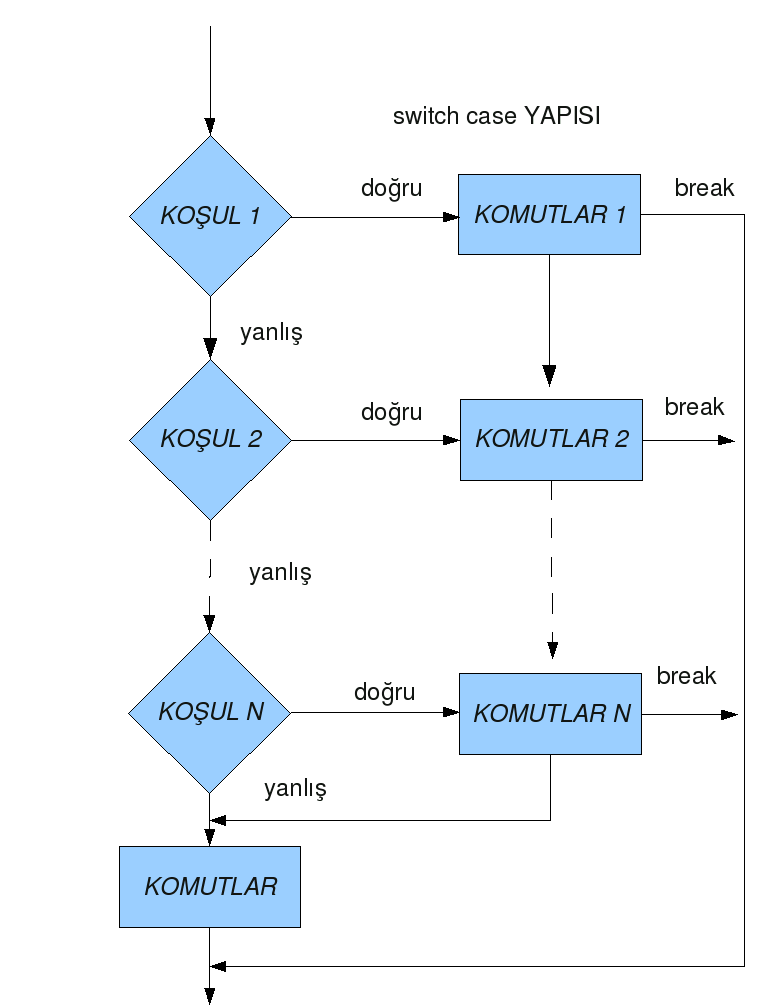 switch case YAPISI
doğru
break
KOŞUL 1
KOMUTLAR 1
yanlış
doğru
break
KOŞUL 2
KOMUTLAR 2
yanlış
doğru
break
KOŞUL N
KOMUTLAR N
yanlış
KOMUTLAR